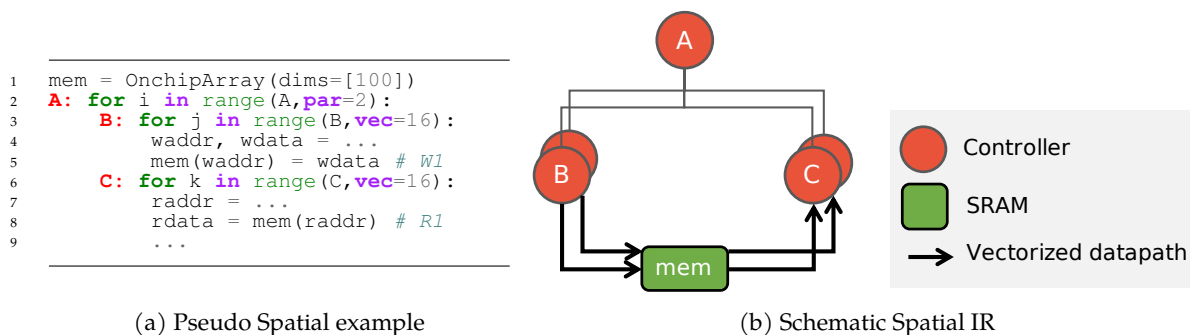 1 mem = OnchipArray(dims=[100])
2 A: for i in range(A,par=2):
3 B: for j in range(B,vec=16):
4 waddr, wdata = ...
5 mem(waddr) = wdata # W1
6 C: for k in range(C,vec=16):
7 raddr = ...
8 rdata = mem(raddr) # R1
9 ...
(a) Pseudo Spatial example
A
B
C
mem
Controller
SRAM
Vectorized datapath
(b) Schematic Spatial IR